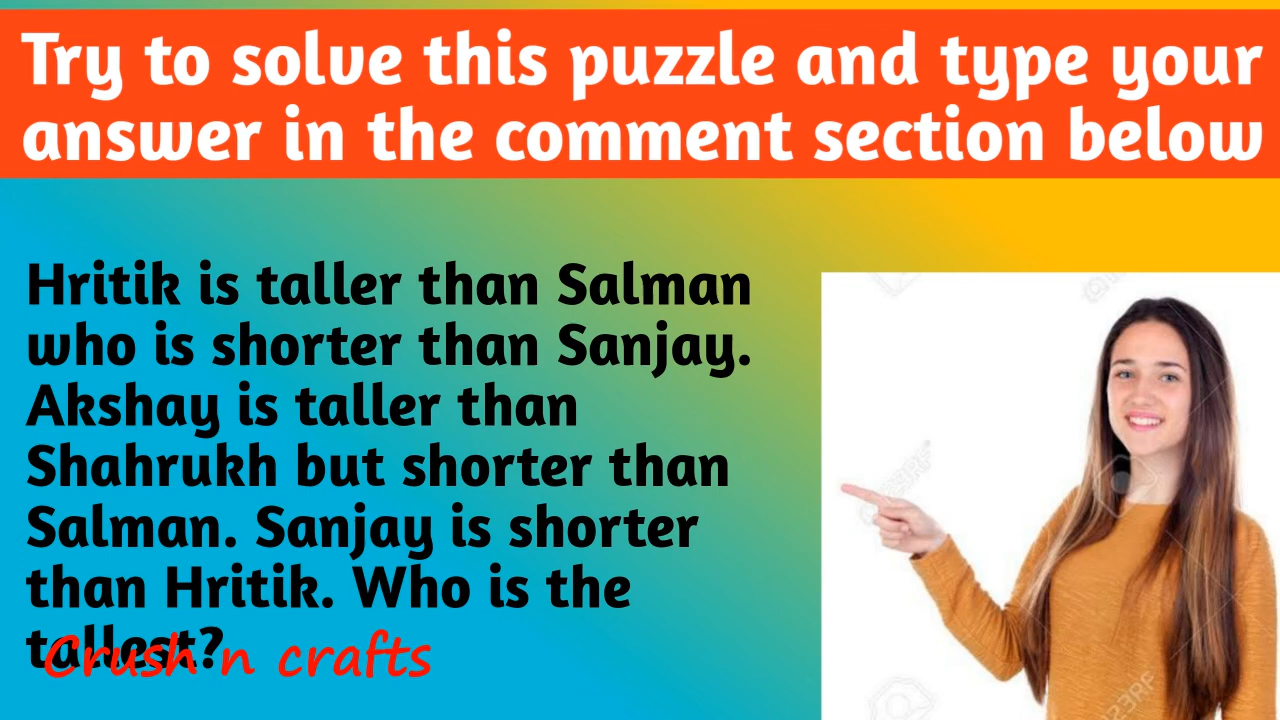 Try to solve this puzzle and type your
answer in the comment section below
Hritik is taller than Salman
who is shorter than Sanjay.
Akshay is taller than
Shahrukh but shorter than
Salman. Sanjay is shorter
than Hritik. Who is the
tallest?
Crush n crafts
123RF